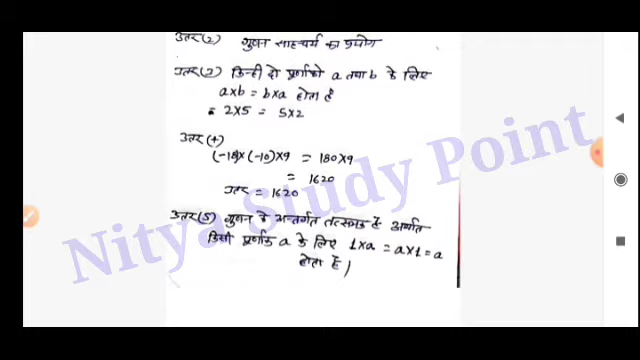 उत्तर(2) गुणन साहचर्य का प्रयोग
उत्तर(3) किन्ही दो पूर्णांको a तथा b के लिए
a×b = b×a होता है
2×5 = 5×2
उत्तर(4)
(-18)×(-10)×9 = 180×9
= 1620
उत्तर = 1620
उत्तर(5) गुणन के अन्तर्गत तत्समक है अर्थात
किसी पूर्णांक a के लिए 1×a = a×1 = a
होता है।
Nitya Study Point